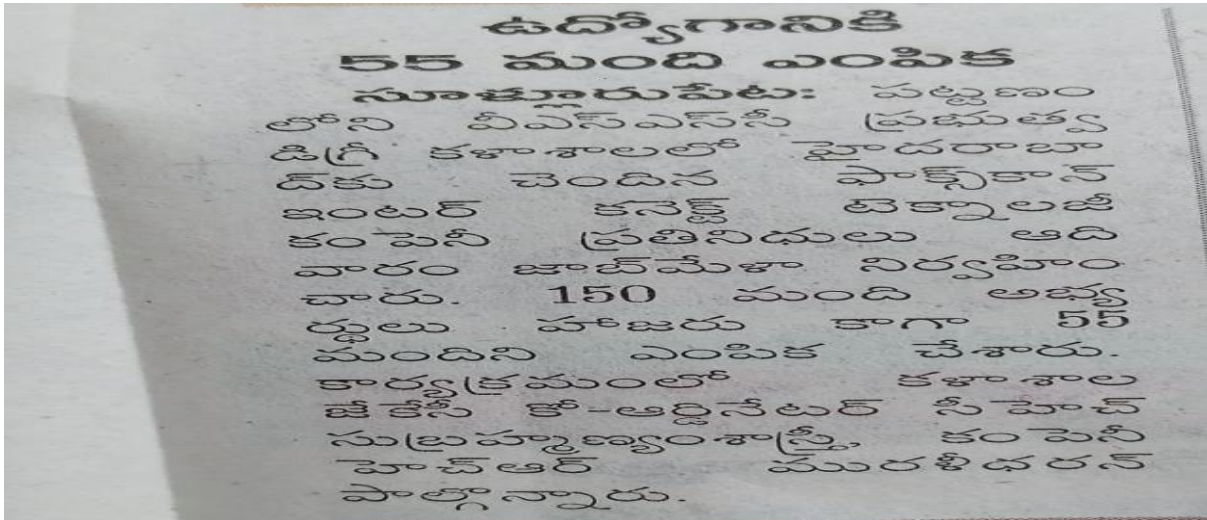 ఉద్యోగానికి
55 మంది ఎంపిక
సూళ్లూరుపేట: పట్టణం
లోని వీఎస్ఎస్సీ ప్రభుత్వ
డిగ్రీ కళాశాలలో హైదరాబా
ద్‌కు చెందిన ఫాక్స్‌కాన్
ఇంటర్ కనెక్ట్ టెక్నాలజీ
కంపెనీ ప్రతినిధులు ఆది
వారం జాబ్‌మేళా నిర్వహిం
చారు. 150 మంది అభ్య
ర్థులు హాజరు కాగా 55
మందిని ఎంపిక చేశారు.
కార్యక్రమంలో కళాశాల
జేకేసీ కో-ఆర్డినేటర్ సీహెచ్
సుబ్రహ్మణ్యంశాస్త్రి, కంపెనీ
హెచ్ఆర్ మురళీధరన్
పాల్గొన్నారు.